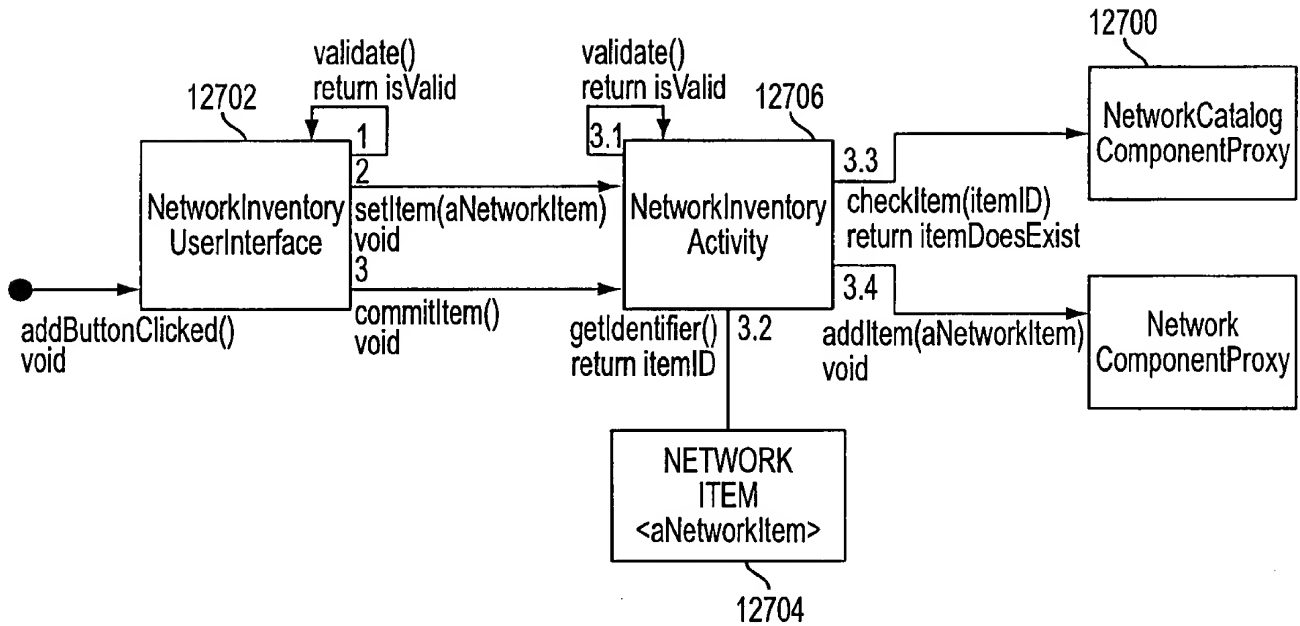 12700
validate()
return isValid
validate()
return isValid
12702
12706
1
3.1
NetworkCatalog
ComponentProxy
3.3
2
NetworkInventory
UserInterface
setItem(aNetworkItem)
void
NetworkInventory
Activity
checkItem(itemID)
return itemDoesExist
3
3.4
addButtonClicked()
void
commitItem()
void
getIdentifier()
return itemID
3.2
addItem(aNetworkItem)
void
Network
ComponentProxy
NETWORK
ITEM
<aNetworkItem>
12704